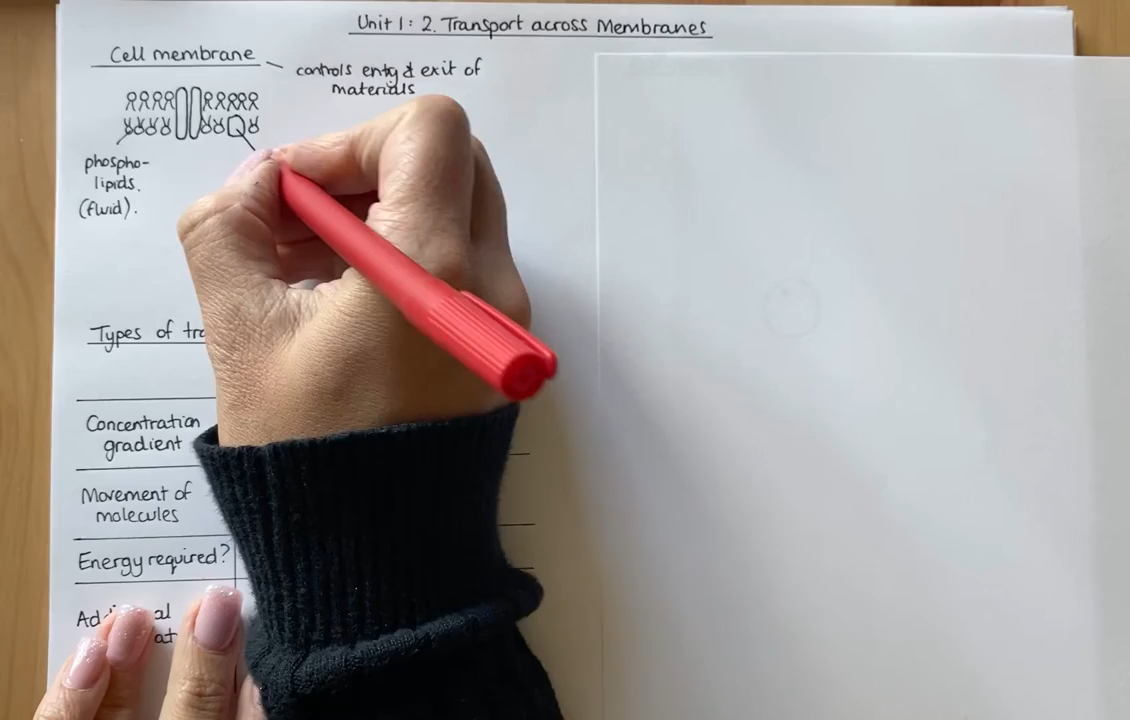 Unit 1: 2. Transport across Membranes
Cell membrane
controls entry & exit of
materials
phospho-
lipids.
(fluid).
Types of
Concentration
gradient
Movement of
molecules
Energy required?